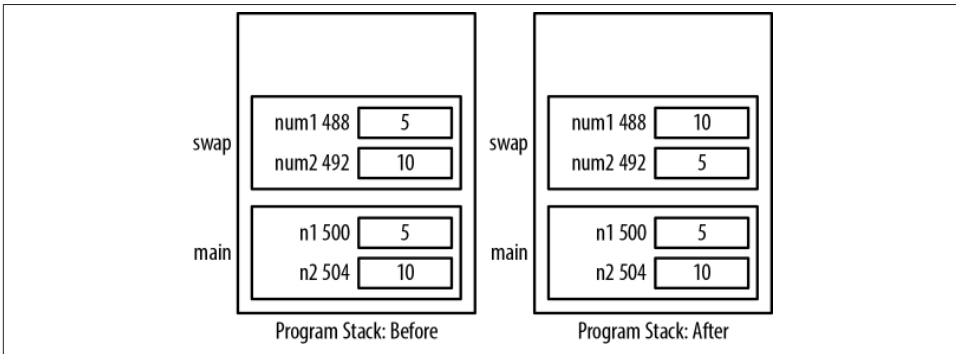 num1 488 5
num2 492 10
swap
n1 500 5
n2 504 10
main
Program Stack: Before
num1 488 10
num2 492 5
swap
n1 500 5
n2 504 10
main
Program Stack: After